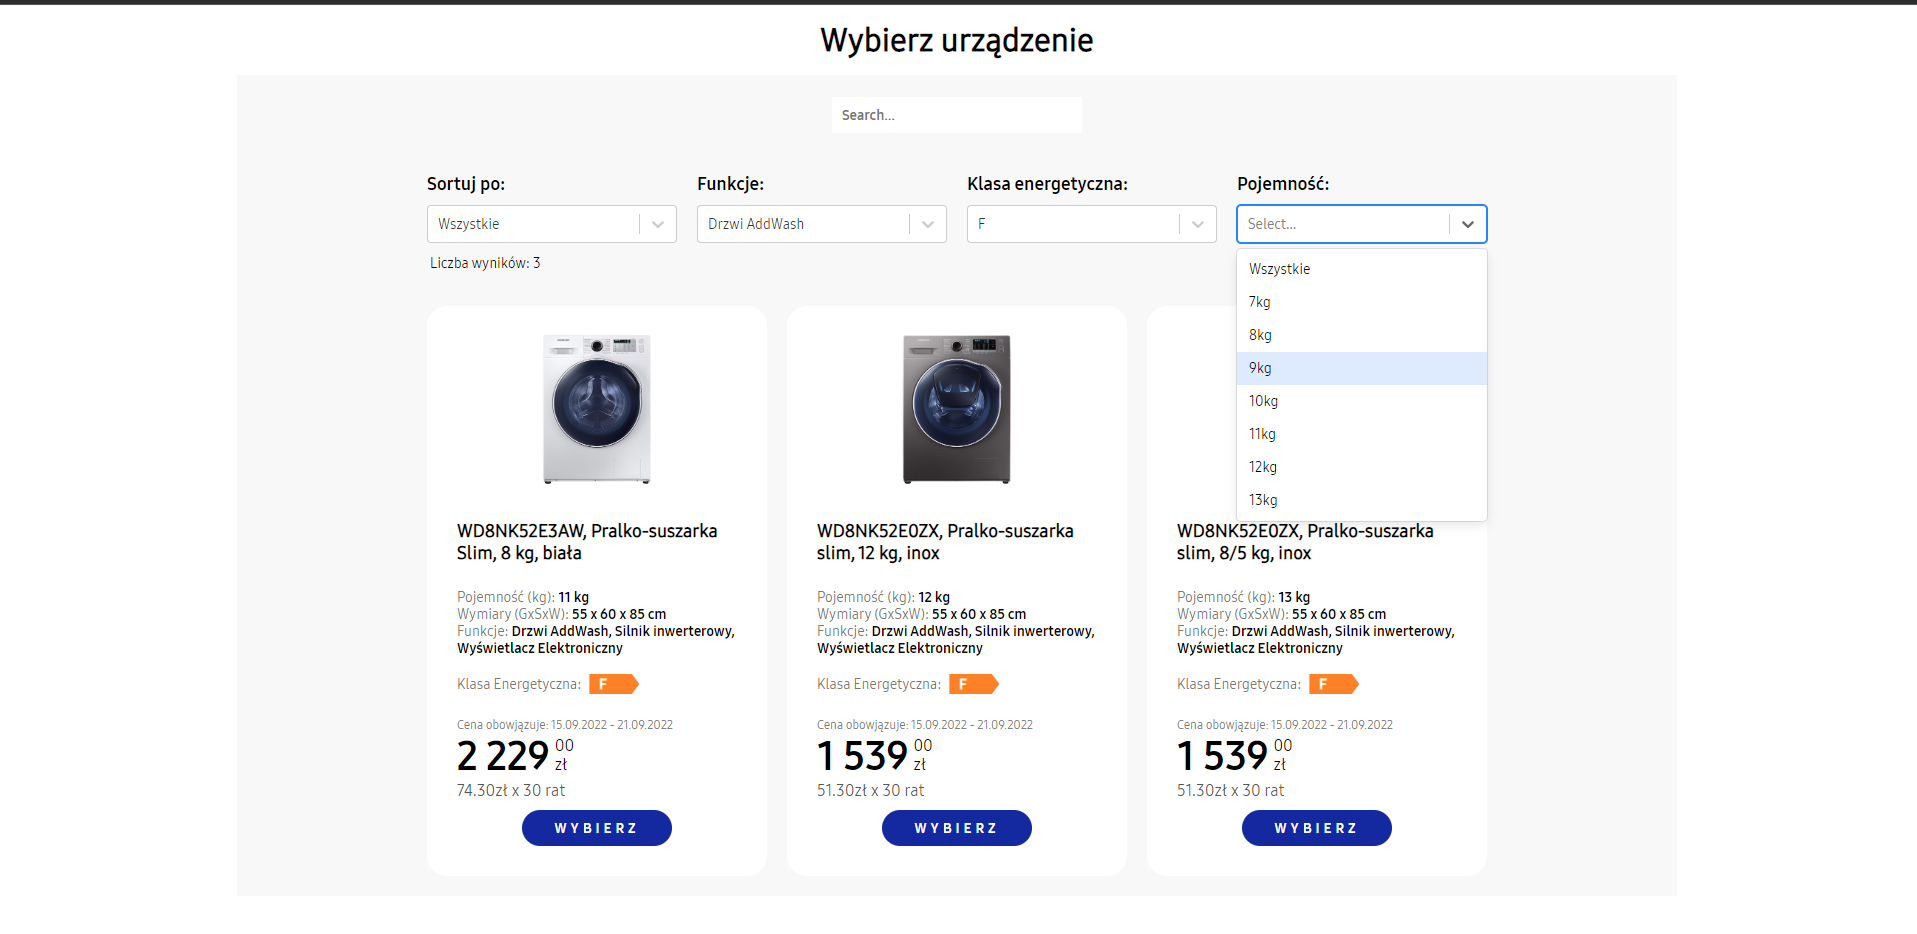 Wybierz urządzenie
Search...
Sortuj po:
Funkcje:
Klasa energetyczna:
Pojemność:
Wszystkie
Drzwi AddWash
F
Select...
Liczba wyników: 3
Wszystkie
7kg
8kg
9kg
10kg
11kg
12kg
13kg
WD8NK52E3AW, Pralko-suszarka
Slim, 8 kg, biała
Pojemność (kg): 11 kg
Wymiary (GxSxW): 55 x 60 x 85 cm
Funkcje: Drzwi AddWash, Silnik inwerterowy,
Wyświetlacz Elektroniczny
Klasa Energetyczna: F
Cena obowjązuje: 15.09.2022 - 21.09.2022
2 229 00
zł
74.30zł x 30 rat
WYBIERZ
WD8NK52E0ZX, Pralko-suszarka
slim, 12 kg, inox
Pojemność (kg): 12 kg
Wymiary (GxSxW): 55 x 60 x 85 cm
Funkcje: Drzwi AddWash, Silnik inwerterowy,
Wyświetlacz Elektroniczny
Klasa Energetyczna: F
Cena obowjązuje: 15.09.2022 - 21.09.2022
1 539 00
zł
51.30zł x 30 rat
WYBIERZ
WD8NK52E0ZX, Pralko-suszarka
slim, 8/5 kg, inox
Pojemność (kg): 13 kg
Wymiary (GxSxW): 55 x 60 x 85 cm
Funkcje: Drzwi AddWash, Silnik inwerterowy,
Wyświetlacz Elektroniczny
Klasa Energetyczna: F
Cena obowjązuje: 15.09.2022 - 21.09.2022
1 539 00
zł
51.30zł x 30 rat
WYBIERZ